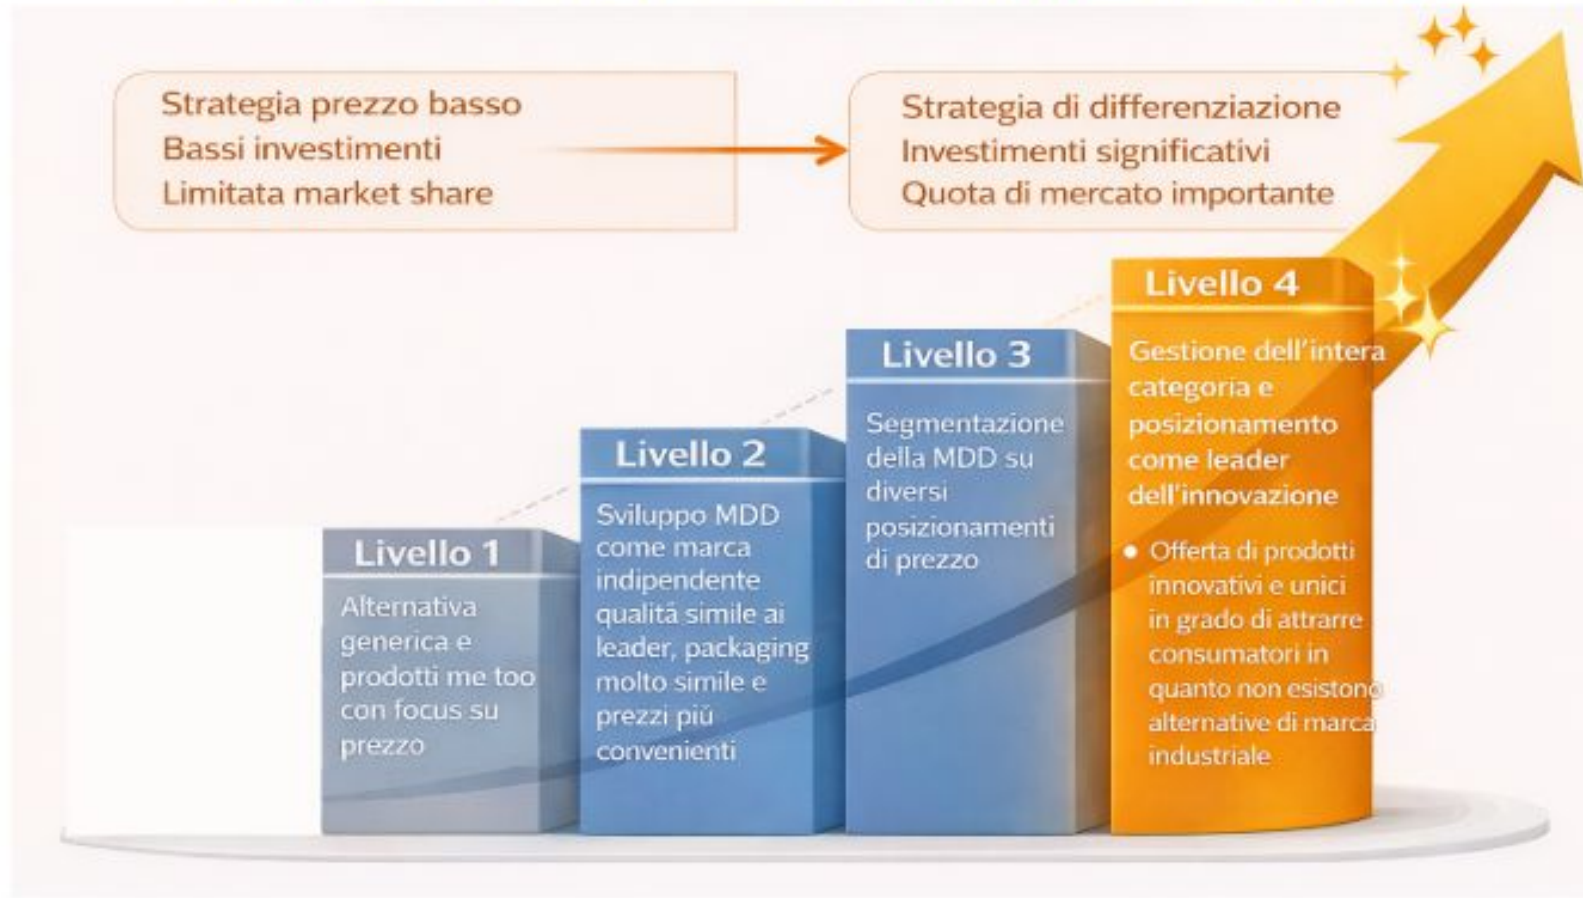 Strategia prezzo basso
Bassi investimenti
Limitata market share
Strategia di differenziazione
Investimenti significativi
Quota di mercato importante
Livello 1
Alternativa
generica e
prodotti me too
con focus su
prezzo
Livello 2
Sviluppo MDD
come marca
indipendente
qualità simile ai
leader, packaging
molto simile e
prezzi più
convenienti
Livello 3
Segmentazione
della MDD su
diversi
posizionamenti
di prezzo
Livello 4
Gestione dell'intera
categoria e
posizionamento
come leader
dell'innovazione
• Offerta di prodotti
innovativi e unici
in grado di attrarre
consumatori in
quanto non esistono
alternative di marca
industriale